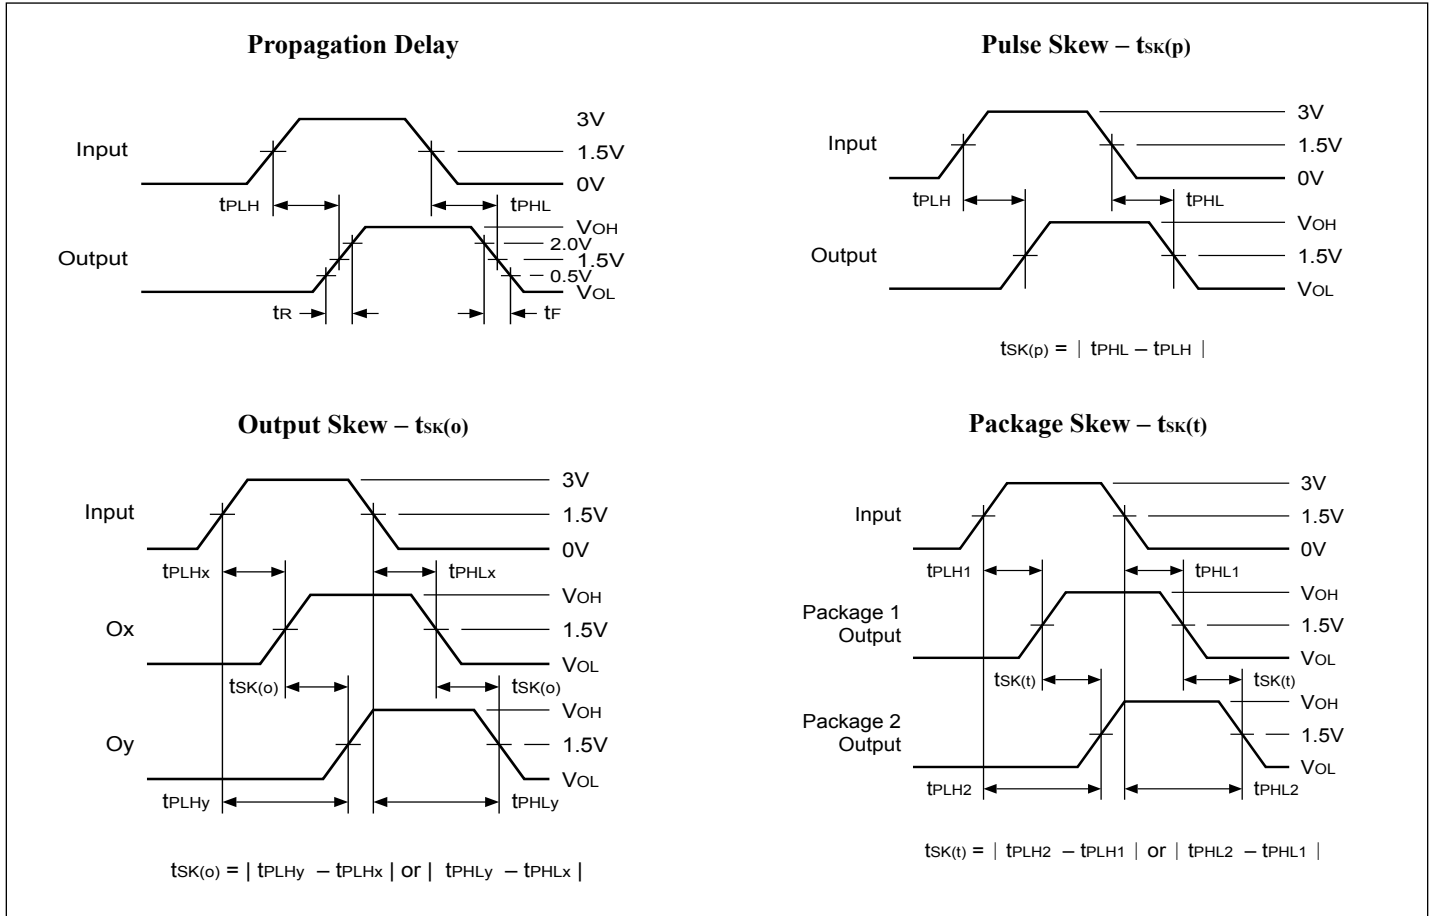 Propagation Delay
Input
3V
1.5V
0V
tPLH
tPHL
Output
VOH
2.0V
1.5V
0.5V
VOL
tR
tF
Pulse Skew – tSK(p)
Input
3V
1.5V
0V
tPLH
tPHL
Output
VOH
1.5V
VOL
tSK(p) = | tPHL – tPLH |
Output Skew – tSK(o)
Input
3V
1.5V
0V
tPLHx
tPHLx
Ox
VOH
1.5V
VOL
tSK(o)
tSK(o)
Oy
VOH
1.5V
VOL
tPLHy
tPHLy
tSK(o) = | tPLHy – tPLHx | or | tPHLy – tPHLx |
Package Skew – tSK(t)
Input
3V
1.5V
0V
tPLH1
tPHL1
Package 1
Output
VOH
1.5V
VOL
tSK(t)
tSK(t)
Package 2
Output
VOH
1.5V
VOL
tPLH2
tPHL2
tSK(t) = | tPLH2 – tPLH1 | or | tPHL2 – tPHL1 |